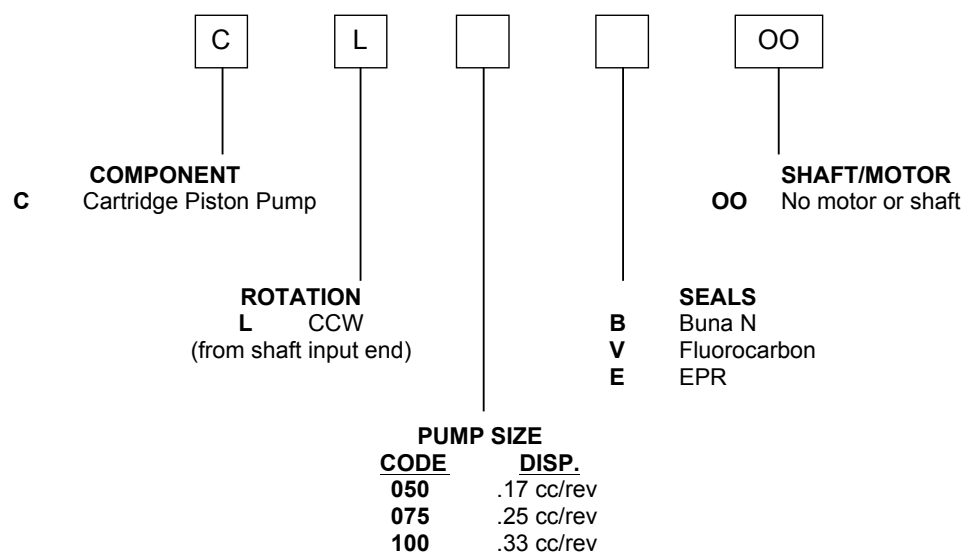 C L OO
COMPONENT
C Cartridge Piston Pump
SHAFT/MOTOR
OO No motor or shaft
ROTATION
L CCW
(from shaft input end)
SEALS
B Buna N
V Fluorocarbon
E EPR
PUMP SIZE
CODE DISP.
050 .17 cc/rev
075 .25 cc/rev
100 .33 cc/rev